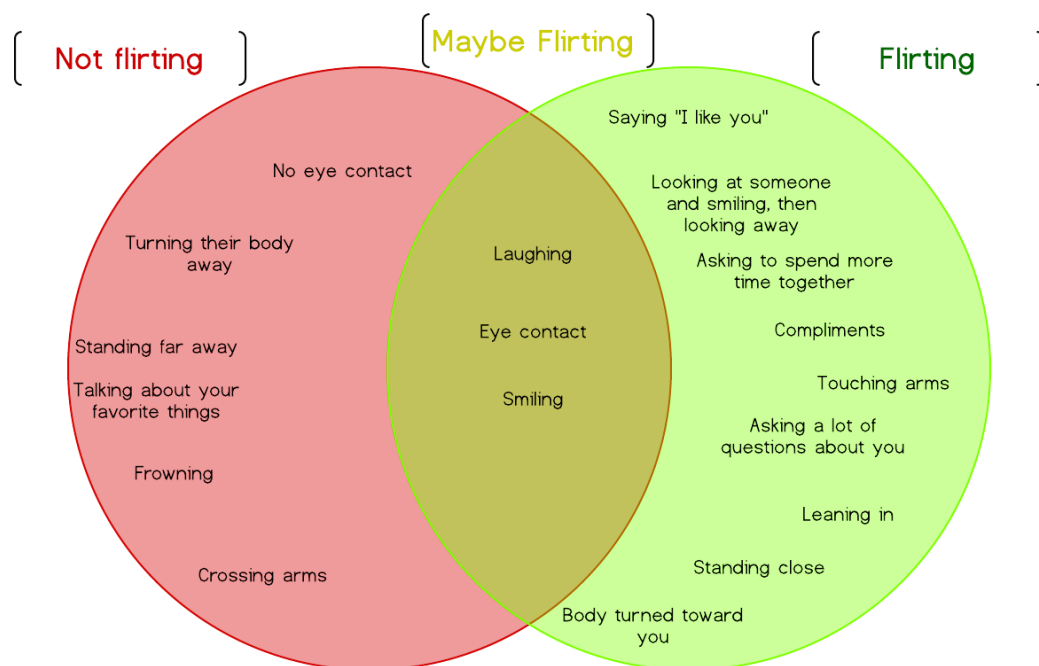 Not flirting
Maybe Flirting
Flirting
No eye contact
Turning their body
away
Standing far away
Talking about your
favorite things
Frowning
Crossing arms
Laughing
Eye contact
Smiling
Saying "I like you"
Looking at someone
and smiling, then
looking away
Asking to spend more
time together
Compliments
Touching arms
Asking a lot of
questions about you
Leaning in
Standing close
Body turned toward
you